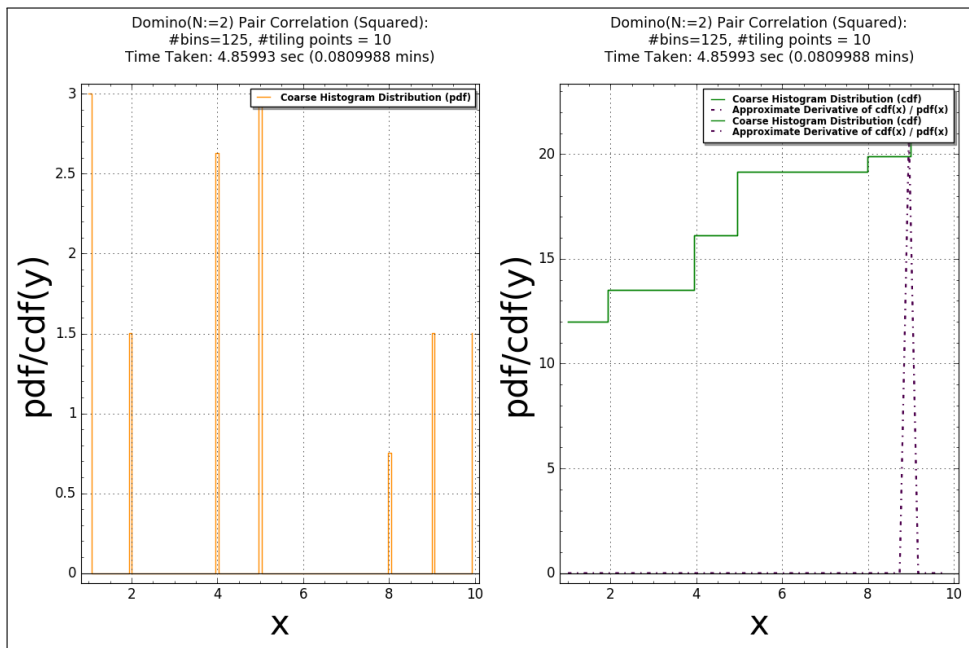 Domino(N:=2) Pair Correlation (Squared):
#bins=125, #tiling points = 10
Time Taken: 4.85993 sec (0.0809988 mins)
Coarse Histogram Distribution (pdf)
3
2.5
2
1.5
1
0.5
0
pdf/cdf(y)
2
4
6
8
10
x
Domino(N:=2) Pair Correlation (Squared):
#bins=125, #tiling points = 10
Time Taken: 4.85993 sec (0.0809988 mins)
Coarse Histogram Distribution (cdf)
Approximate Derivative of cdf(x) / pdf(x)
Coarse Histogram Distribution (cdf)
Approximate Derivative of cdf(x) / pdf(x)
20
15
10
5
0
pdf/cdf(y)
2
4
6
8
10
x